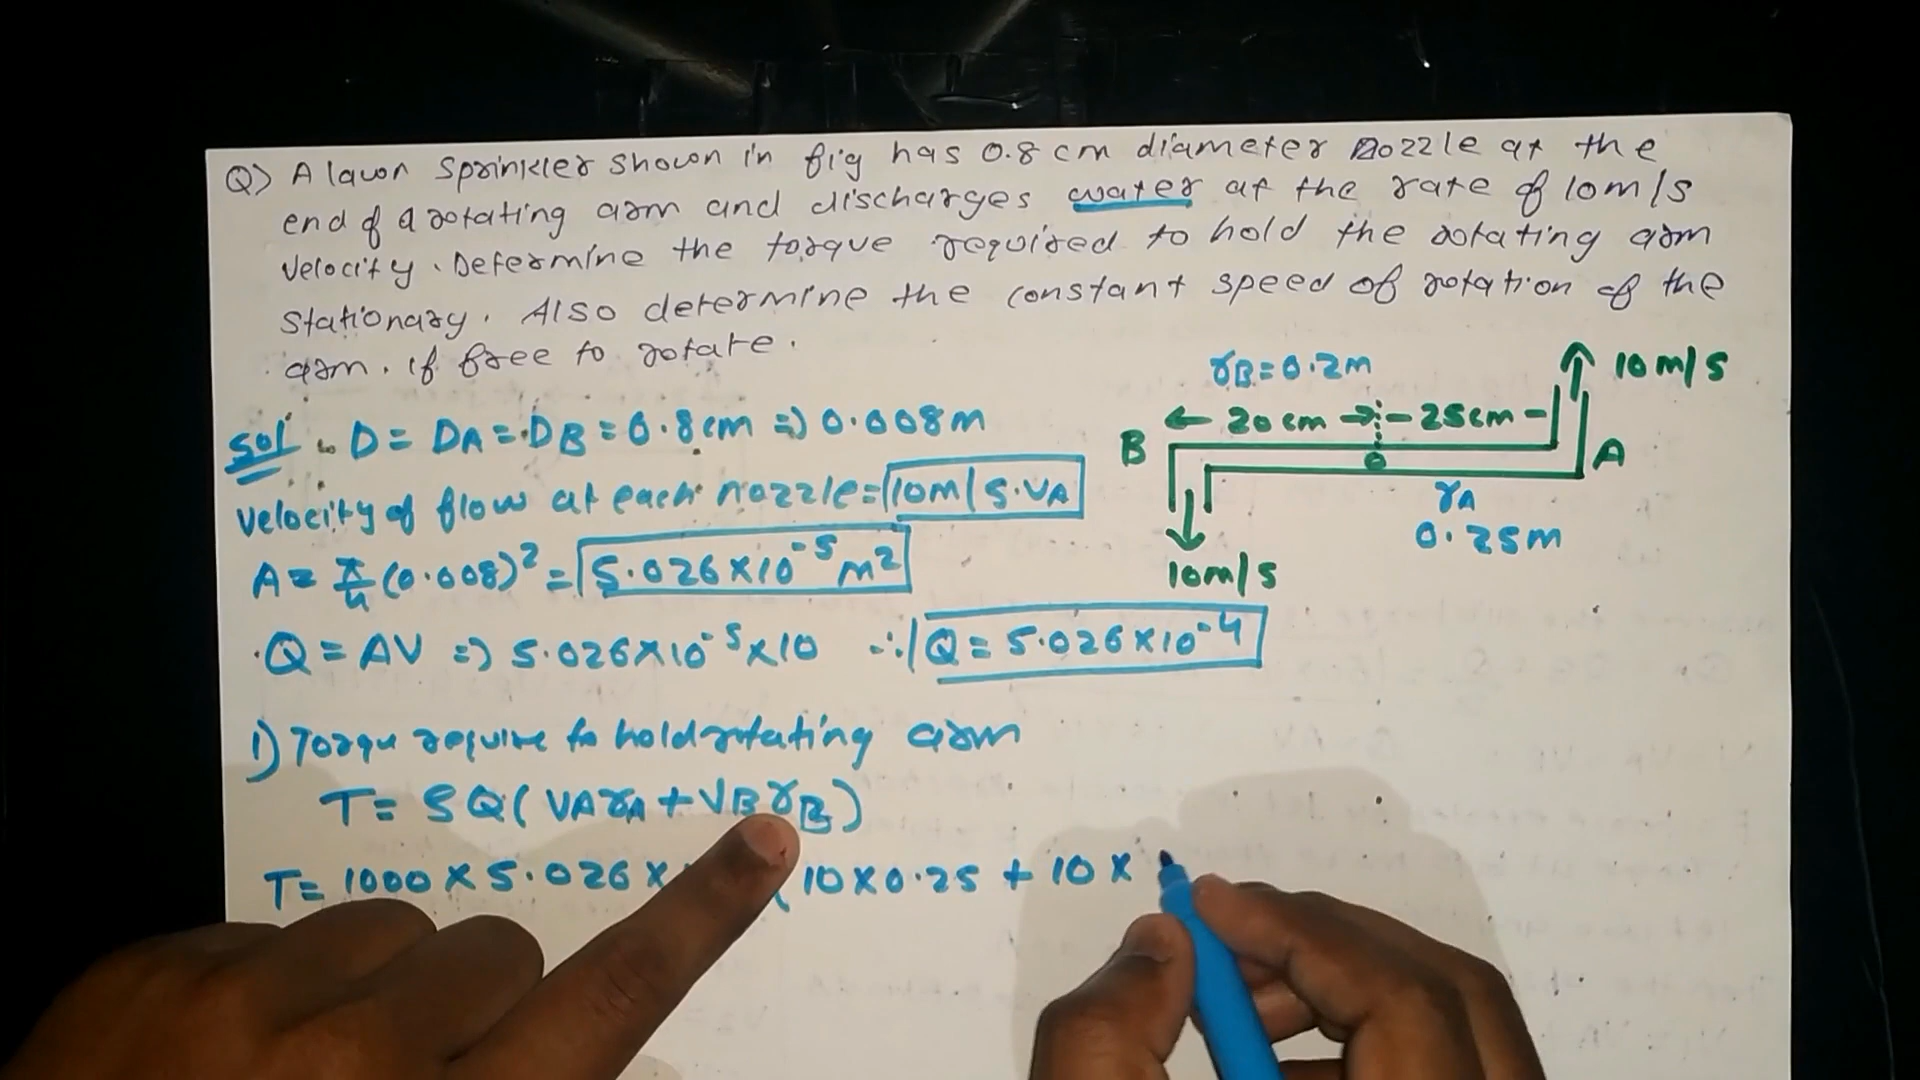 Q) A lawn sprinkler shown in fig has 0.8 cm diameter nozzle at the
end of a rotating arm and discharges water at the rate of 10m/s
velocity. Determine the torque required to hold the rotating arm
stationary. Also determine the constant speed of rotation of the
arm. if free to rotate.
rB=0.2m
10m/s
20cm 25cm
B
A
O
rA
0.25m
10m/s
Sol. D = DA = DB = 0.8cm => 0.008m
velocity of flow at each nozzle = 10m/s.VA
A = π/4 (0.008)² = 5.026×10⁻⁵ m²
Q = AV => 5.026×10⁻⁵×10 ∴ Q = 5.026×10⁻⁴
1) Torque require to hold rotating arm
T = ρQ(VArA + VBrB)
T= 1000 × 5.026 × (10×0.25 + 10×